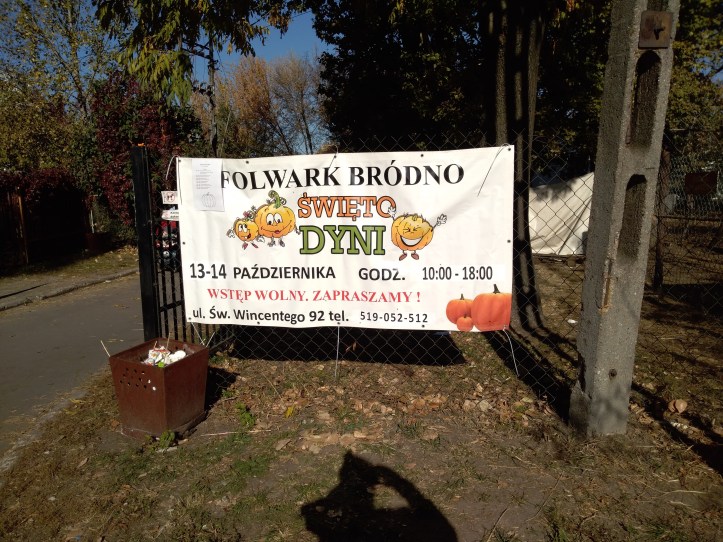 FOLWARK BRÓDNO
ŚWIĘTO
DYNI
13-14 PAŹDZIERNIKA GODZ. 10:00 - 18:00
WSTĘP WOLNY. ZAPRASZAMY !
ul. Św. Wincentego 92 tel. 519-052-512